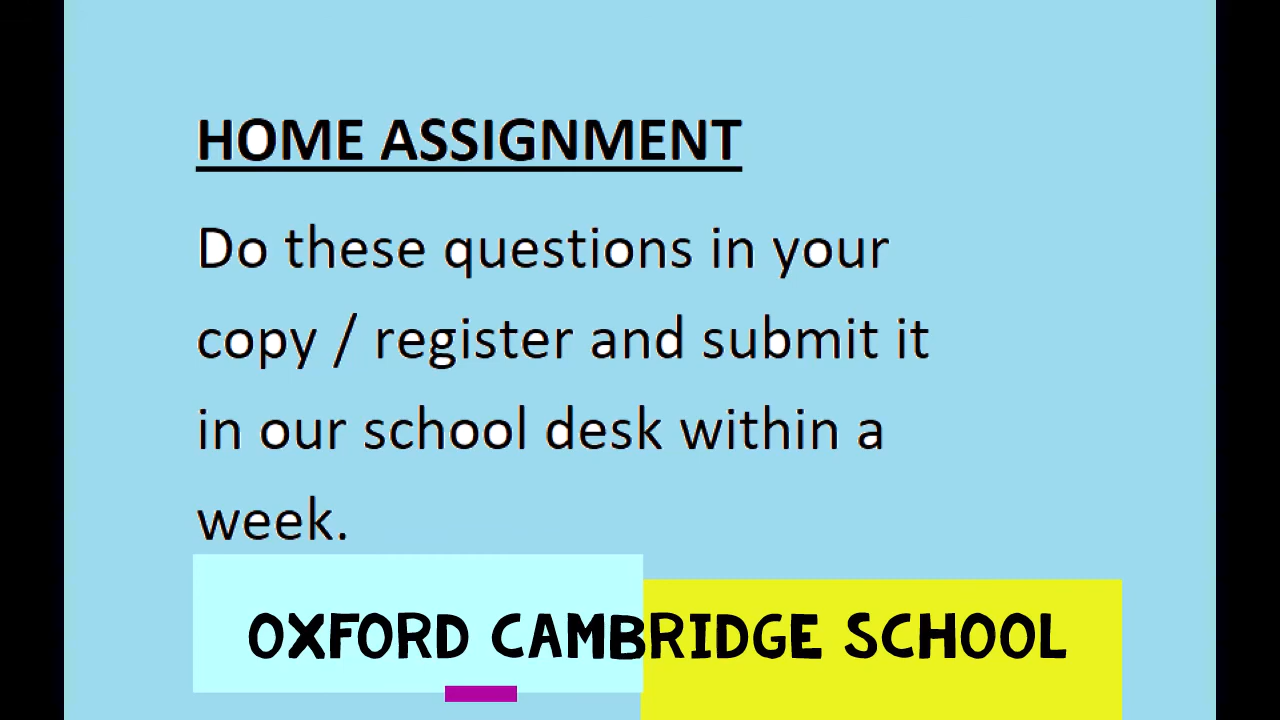 HOME ASSIGNMENT
Do these questions in your
copy / register and submit it
in our school desk within a
week.
OXFORD CAMBRIDGE SCHOOL